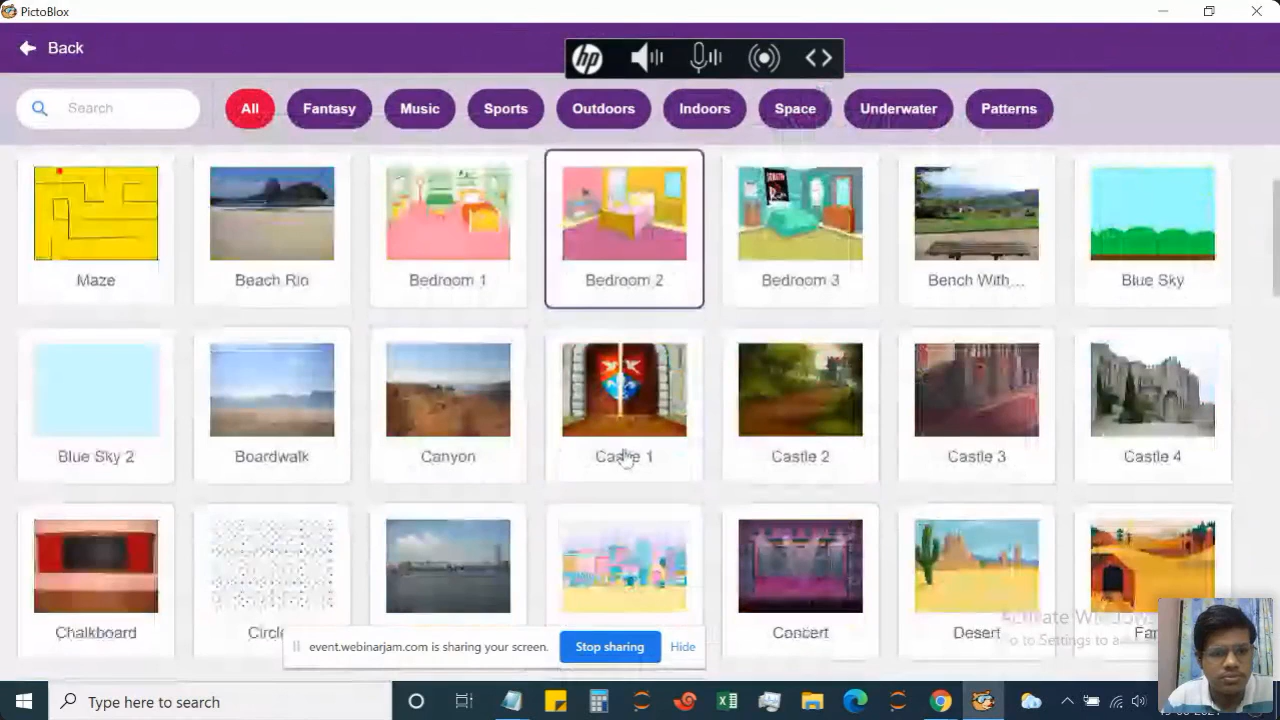 PictoBlox
Back
hp
Search
All
Fantasy
Music
Sports
Outdoors
Indoors
Space
Underwater
Patterns
Maze
Beach Rio
Bedroom 1
Bedroom 2
Bedroom 3
Bench With...
Blue Sky
Blue Sky 2
Boardwalk
Canyon
Castle 1
Castle 2
Castle 3
Castle 4
Chalkboard
Concert
Desert
event.webinarjam.com is sharing your screen.
Stop sharing
Hide
Type here to search